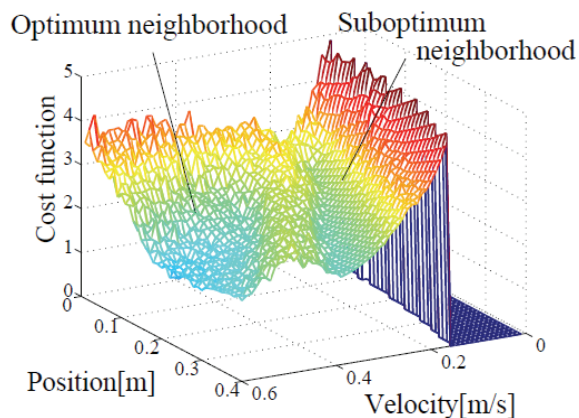 Optimum neighborhood
Suboptimum
neighborhood
Cost function
5
4
3
2
1
0
0
0.1
0.2
0.3
0.4
Position[m]
0.6
0.4
0.2
0
Velocity[m/s]